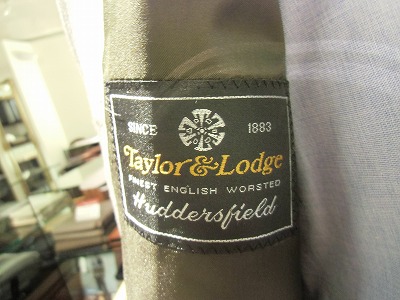 SINCE 1883
Taylor & Lodge
FINEST ENGLISH WORSTED
Huddersfield